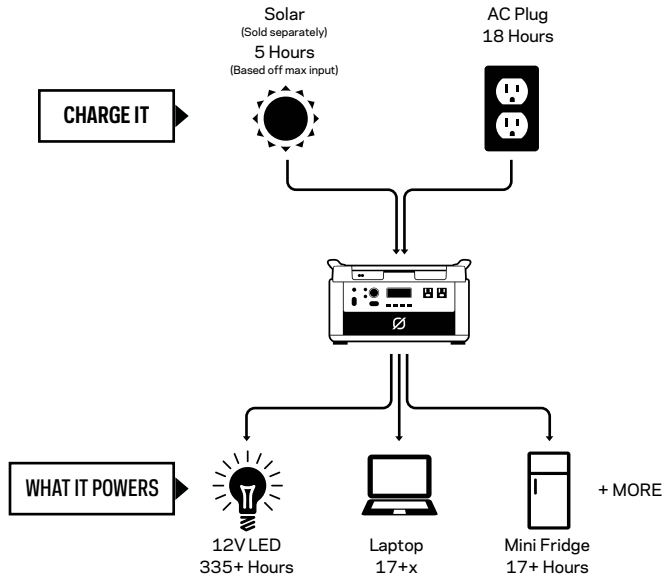 Solar
(Sold separately)
5 Hours
(Based off max input)
AC Plug
18 Hours
CHARGE IT
WHAT IT POWERS
12V LED
335+ Hours
Laptop
17+x
Mini Fridge
17+ Hours
+ MORE